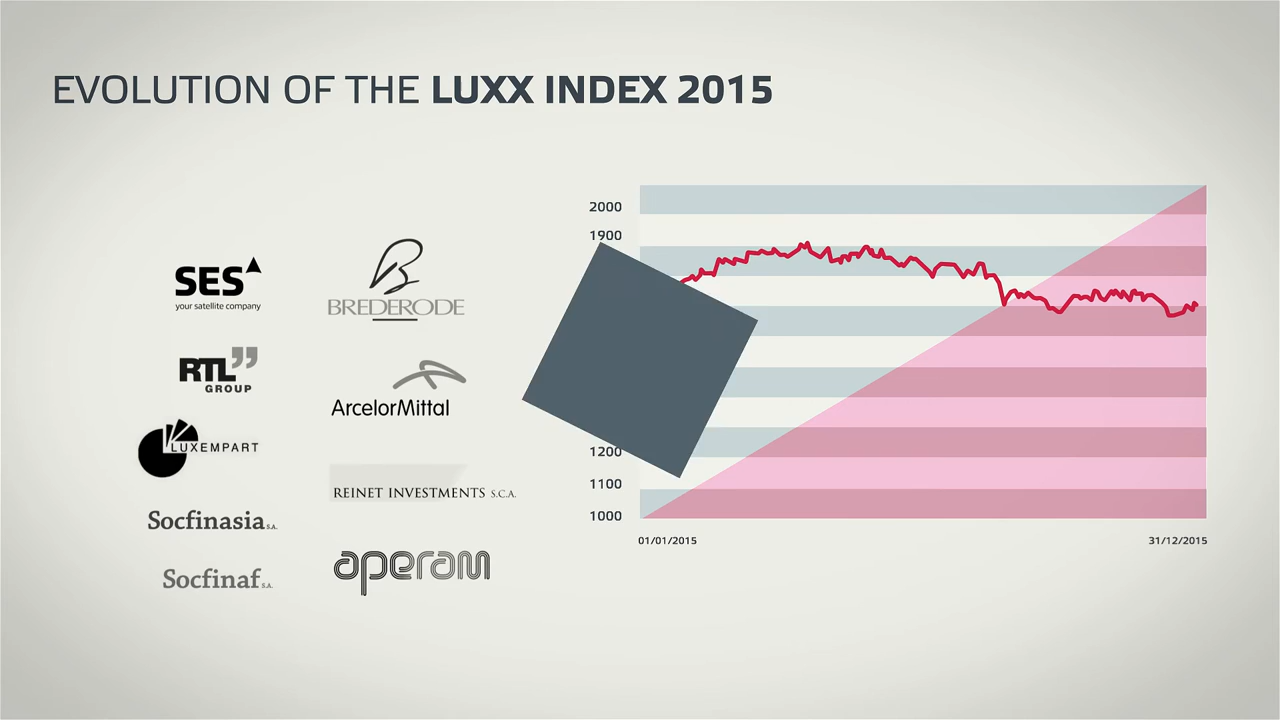 EVOLUTION OF THE LUXX INDEX 2015
SES
your satellite company
BREDERODE
RTL
GROUP
ArcelorMittal
LUXEMPART
REINET INVESTMENTS S.C.A.
Socfinasia S.A.
Socfinaf S.A.
aperam
2000
1900
1200
1100
1000
01/01/2015
31/12/2015